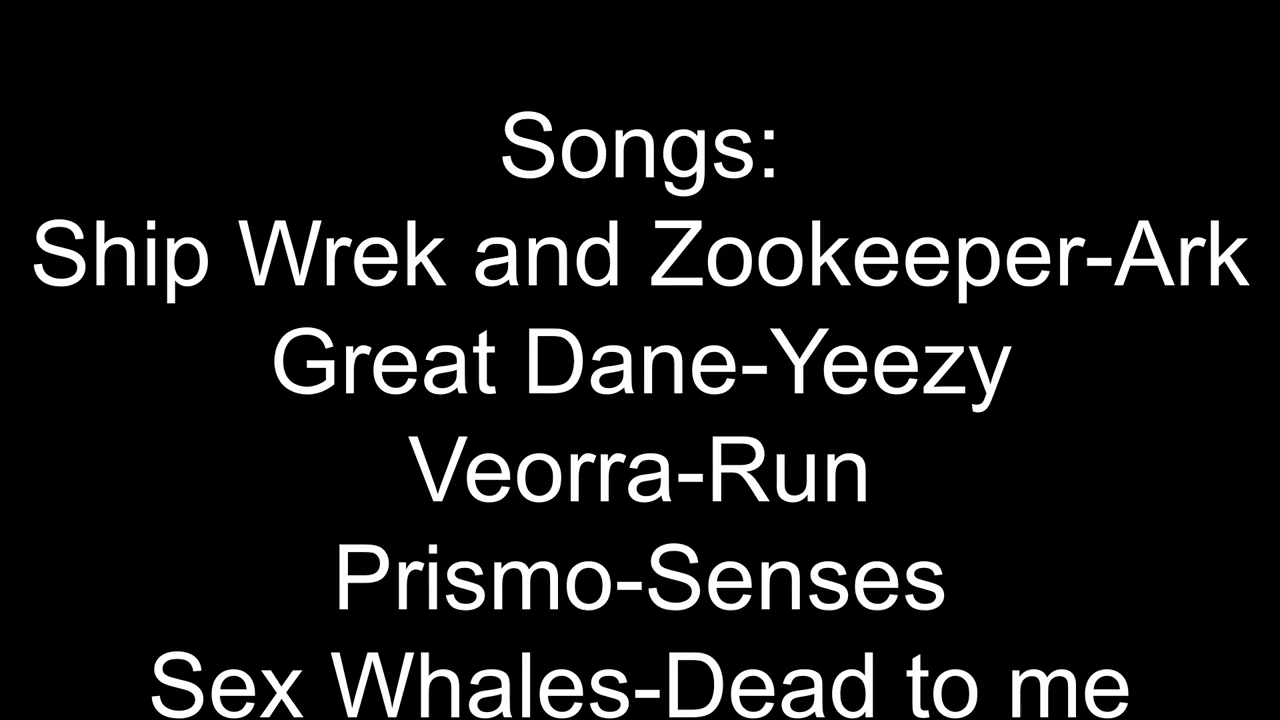 Songs:
Ship Wrek and Zookeeper-Ark
Great Dane-Yeezy
Veorra-Run
Prismo-Senses
Sex Whales-Dead to me